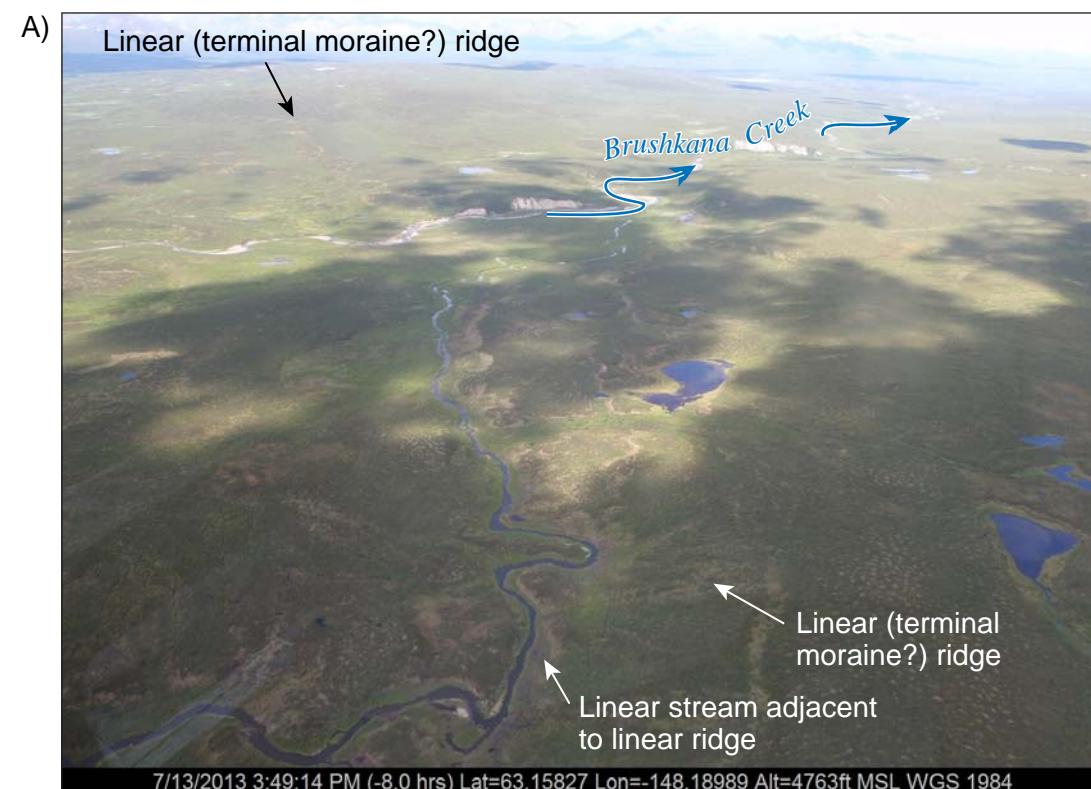 A)
Linear (terminal moraine?) ridge
Brushkana Creek
Linear (terminal
moraine?) ridge
Linear stream adjacent
to linear ridge
7/13/2013 3:49:14 PM (-8.0 hrs) Lat=63.15827 Lon=-148.18989 Alt=4763ft MSL WGS 1984